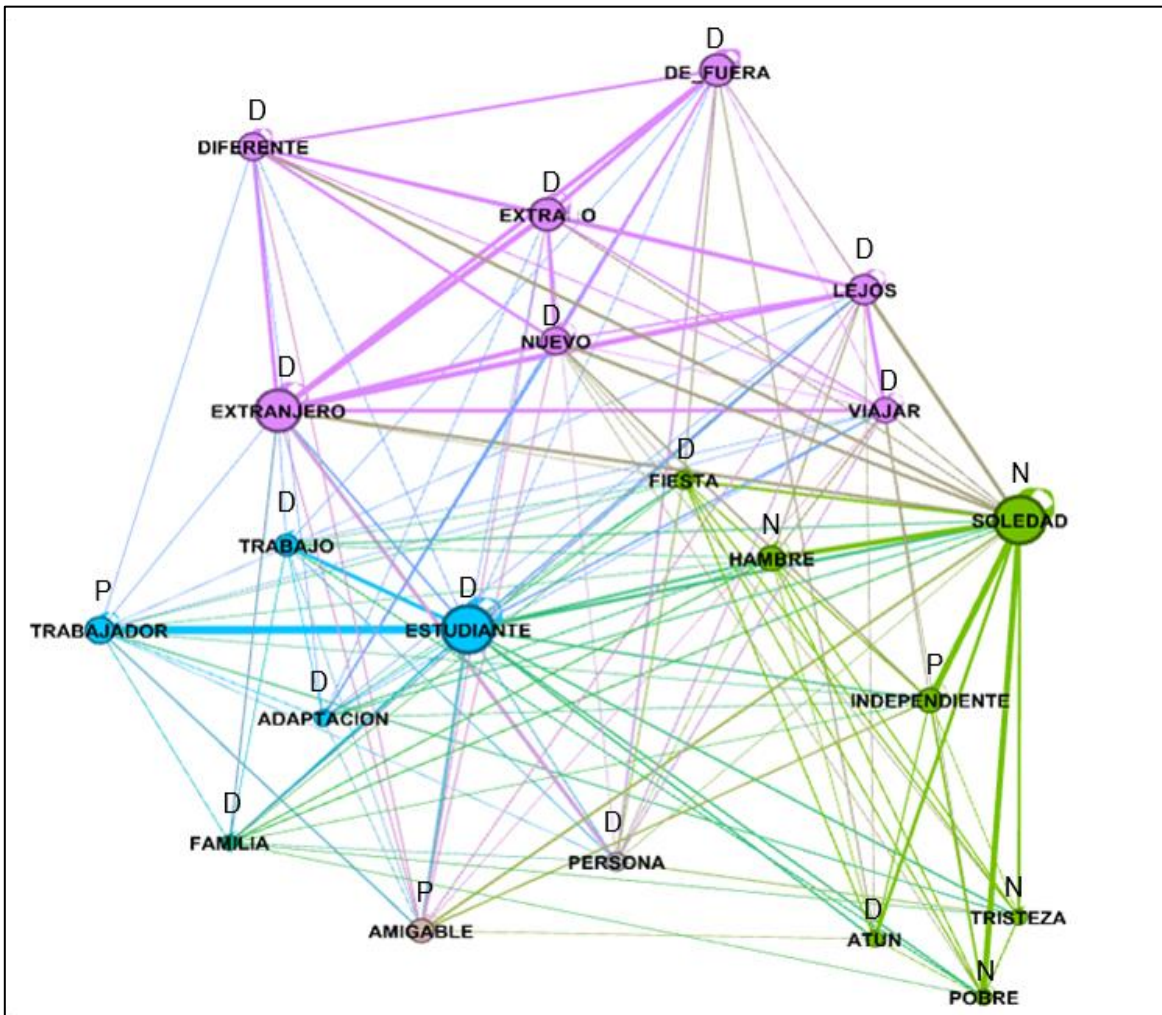 D
DE_FUERA
D
DIFERENTE
D
EXTRA_O
D
LEJOS
D
NUEVO
D
EXTRANJERO
D
VIAJAR
D
FIESTA
N
SOLEDAD
D
TRABAJO
N
HAMBRE
P
TRABAJADOR
D
ESTUDIANTE
P
INDEPENDIENTE
D
ADAPTACION
D
FAMILIA
D
PERSONA
P
AMIGABLE
D
ATUN
N
TRISTEZA
N
POBRE